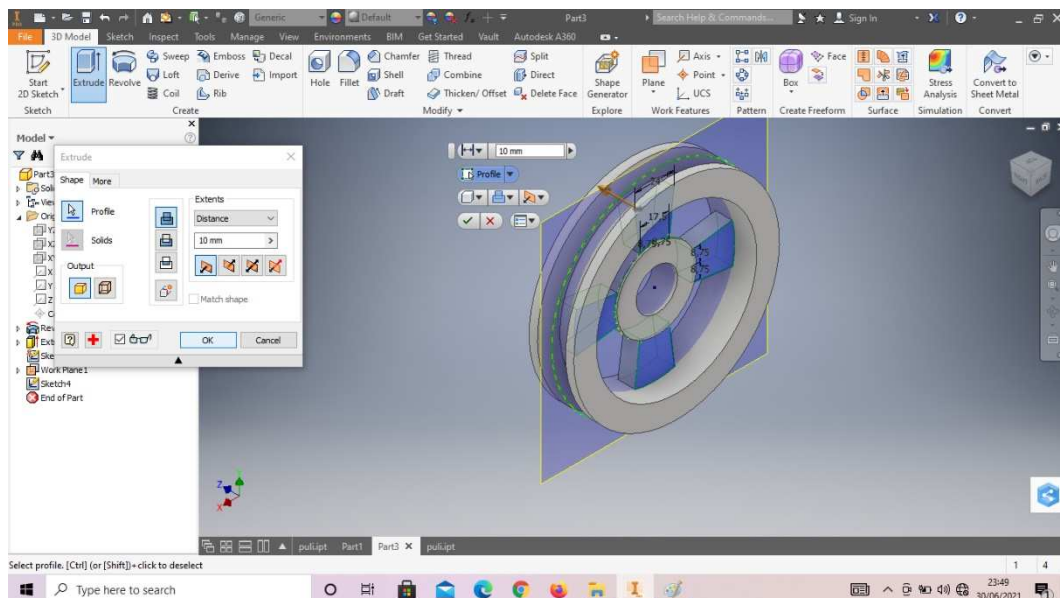 Generic
Default
Part3
Search Help & Commands...
Sign In
File 3D Model Sketch Inspect Tools Manage View Environments BIM Get Started Vault Autodesk A360
Start 2D Sketch
Extrude
Revolve
Sweep
Loft
Coil
Emboss
Derive
Rib
Decal
Import
Hole
Fillet
Chamfer
Shell
Draft
Thread
Combine
Thicken/ Offset
Split
Direct
Delete Face
Shape Generator
Plane
Axis
Point
UCS
Box
Face
Stress Analysis
Convert to Sheet Metal
Sketch Create Modify Explore Work Features Pattern Create Freeform Surface Simulation Convert
Model
Part3
Work Plane1
Sketch4
End of Part
Extrude
Shape More
Profile
Solids
Output
Extents
Distance
10 mm
Match shape
OK Cancel
10 mm
Profile
17,5
8,75
8,75
Z
X
puli.ipt Part1 Part3 puli.ipt
Select profile. [Ctrl] (or [Shift])+click to deselect
1 4
Type here to search
23:49
30/06/2021